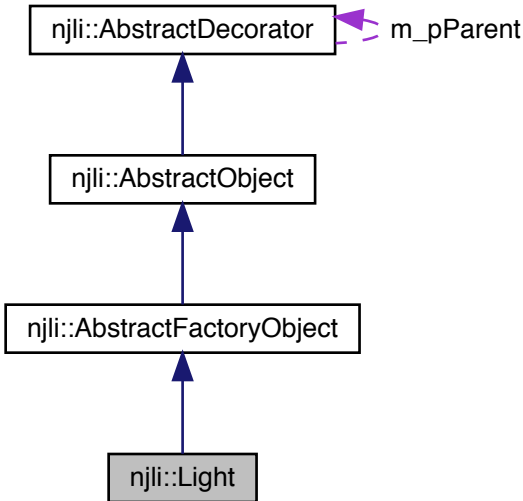 njli::AbstractDecorator
m_pParent
njli::AbstractObject
njli::AbstractFactoryObject
njli::Light